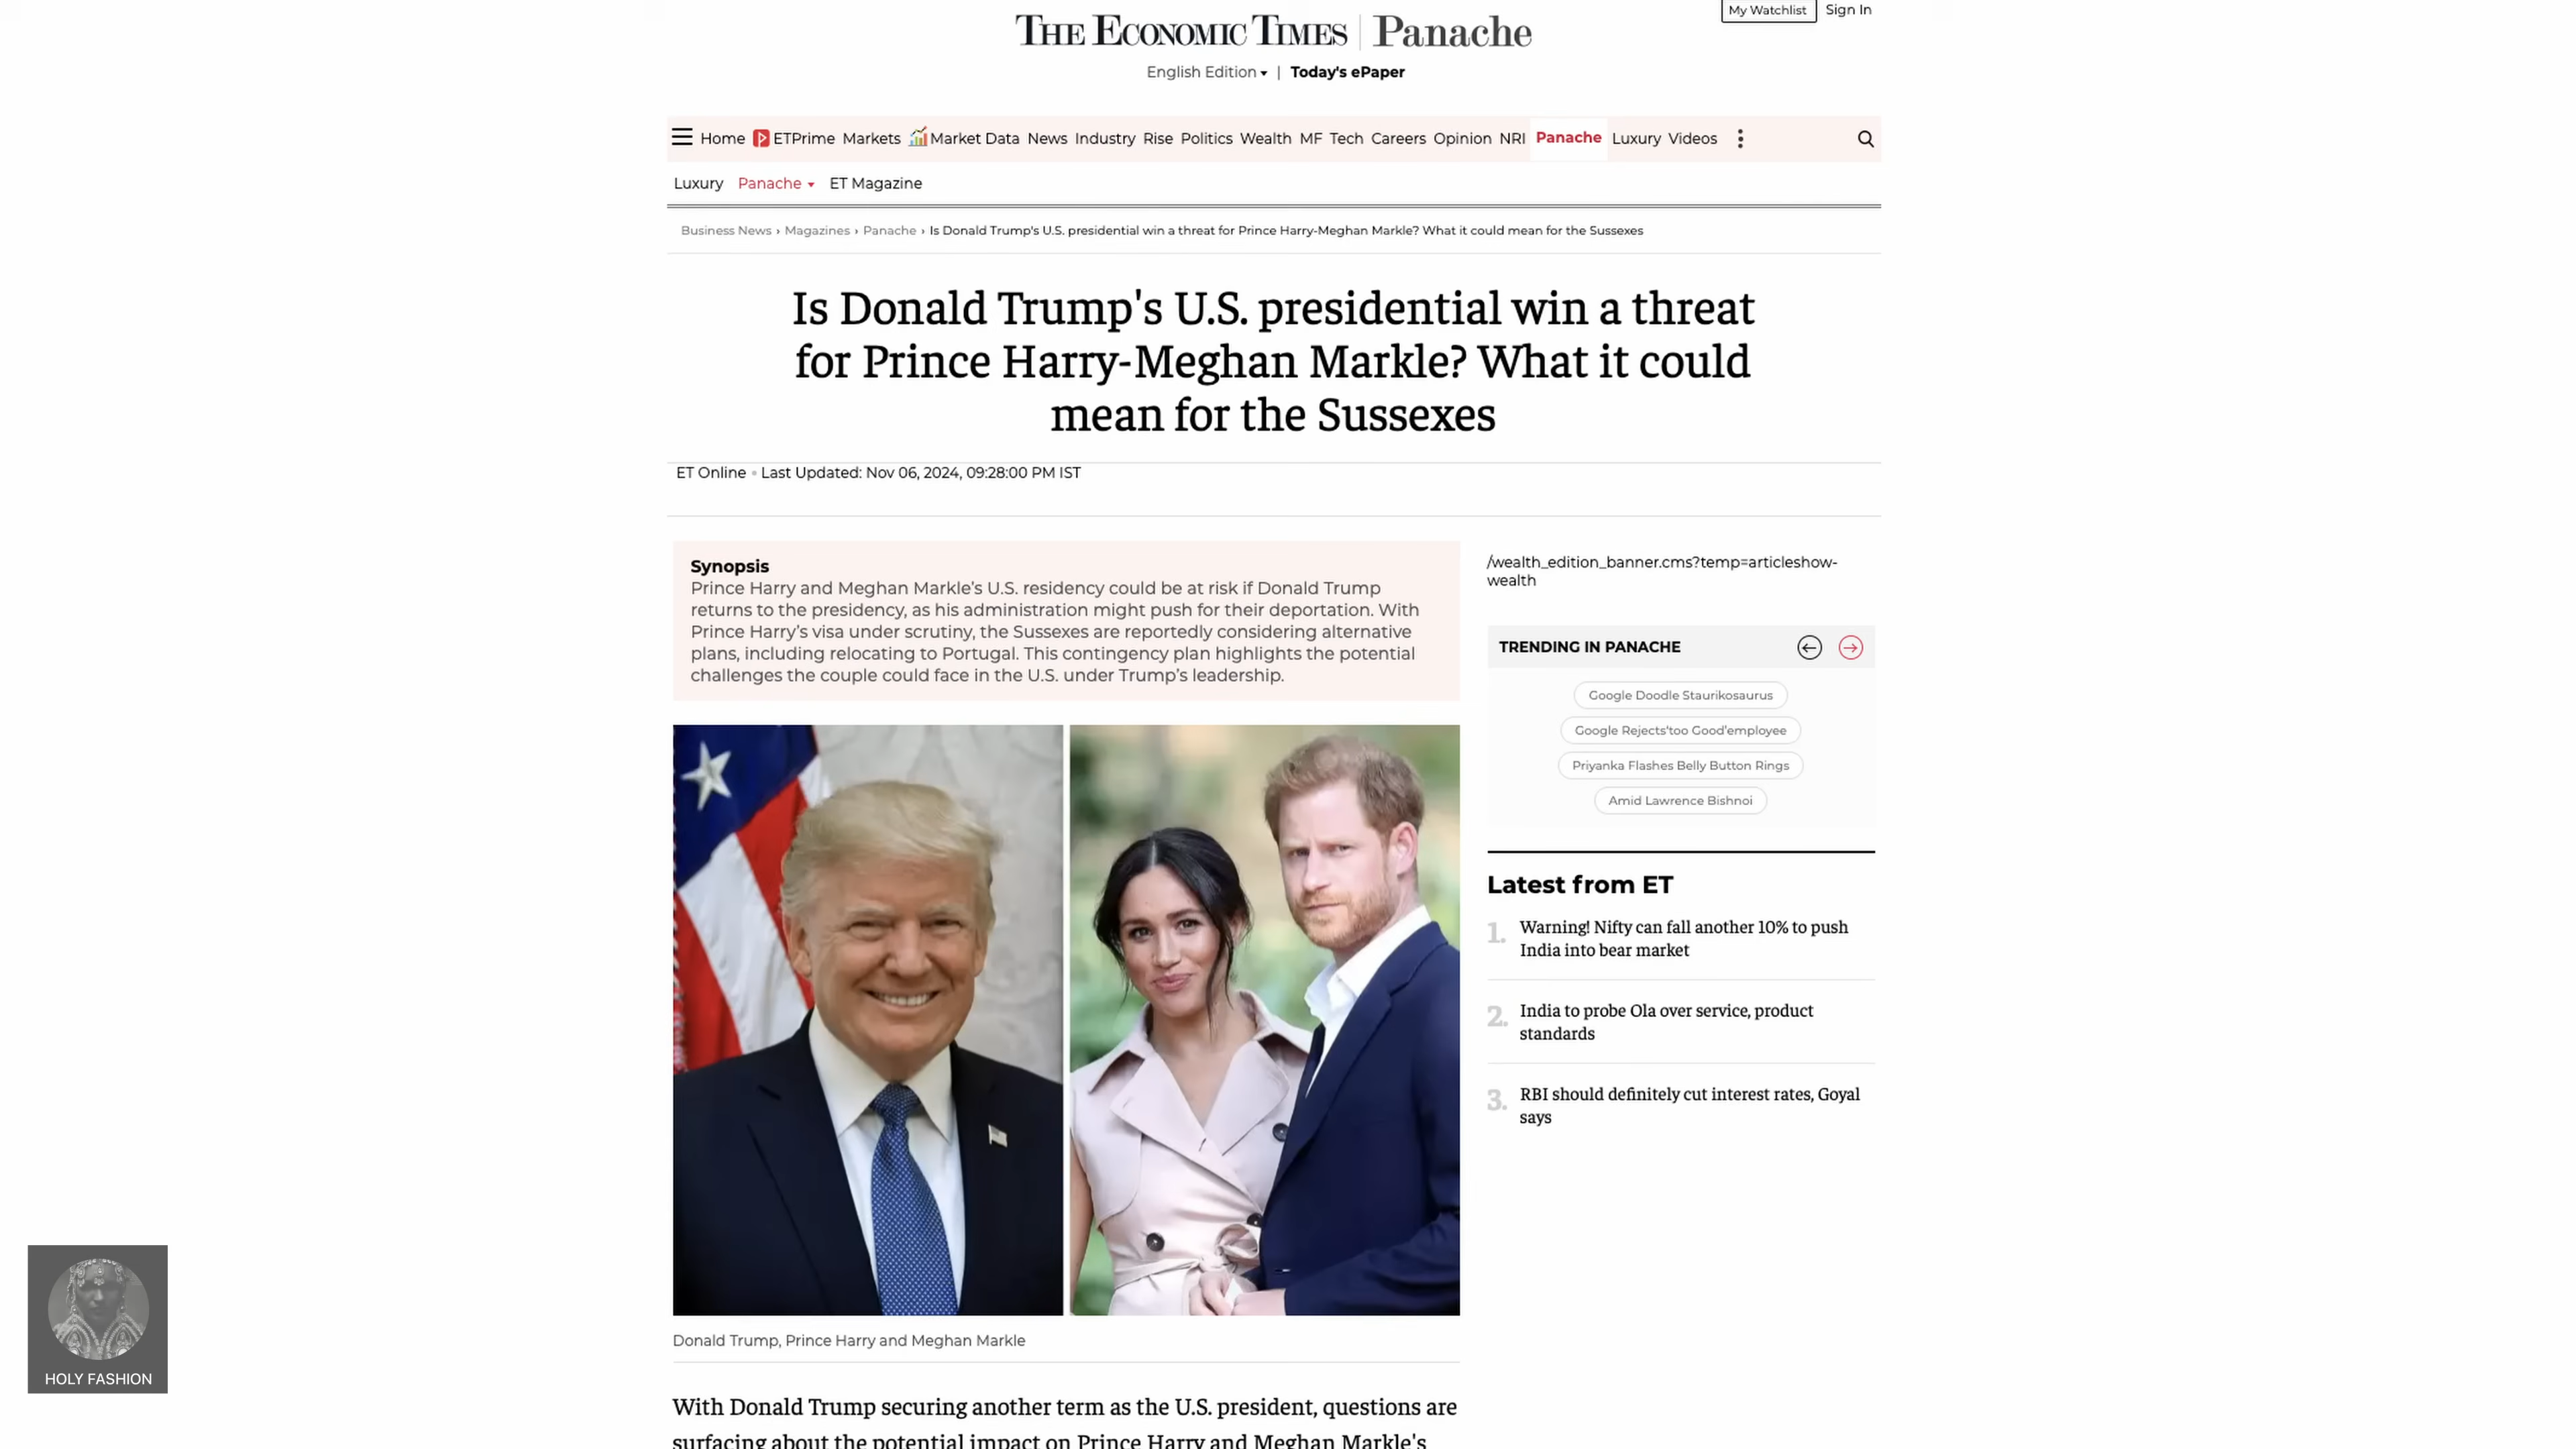 My Watchlist Sign In
THE ECONOMIC TIMES | Panache
English Edition | Today's ePaper
Home ETPrime Markets Market Data News Industry Rise Politics Wealth MF Tech Careers Opinion NRI Panache Luxury Videos
Luxury Panache ET Magazine
Business News › Magazines › Panache › Is Donald Trump's U.S. presidential win a threat for Prince Harry-Meghan Markle? What it could mean for the Sussexes
Is Donald Trump's U.S. presidential win a threat
for Prince Harry-Meghan Markle? What it could
mean for the Sussexes
ET Online • Last Updated: Nov 06, 2024, 09:28:00 PM IST
Synopsis
Prince Harry and Meghan Markle’s U.S. residency could be at risk if Donald Trump
returns to the presidency, as his administration might push for their deportation. With
Prince Harry’s visa under scrutiny, the Sussexes are reportedly considering alternative
plans, including relocating to Portugal. This contingency plan highlights the potential
challenges the couple could face in the U.S. under Trump’s leadership.
Donald Trump, Prince Harry and Meghan Markle
With Donald Trump securing another term as the U.S. president, questions are
surfacing about the potential impact on Prince Harry and Meghan Markle's
/wealth_edition_banner.cms?temp=articleshow-
wealth
TRENDING IN PANACHE
Google Doodle Staurikosaurus
Google Rejects'too Good'employee
Priyanka Flashes Belly Button Rings
Amid Lawrence Bishnoi
Latest from ET
1. Warning! Nifty can fall another 10% to push
India into bear market
2. India to probe Ola over service, product
standards
3. RBI should definitely cut interest rates, Goyal
says
HOLY FASHION